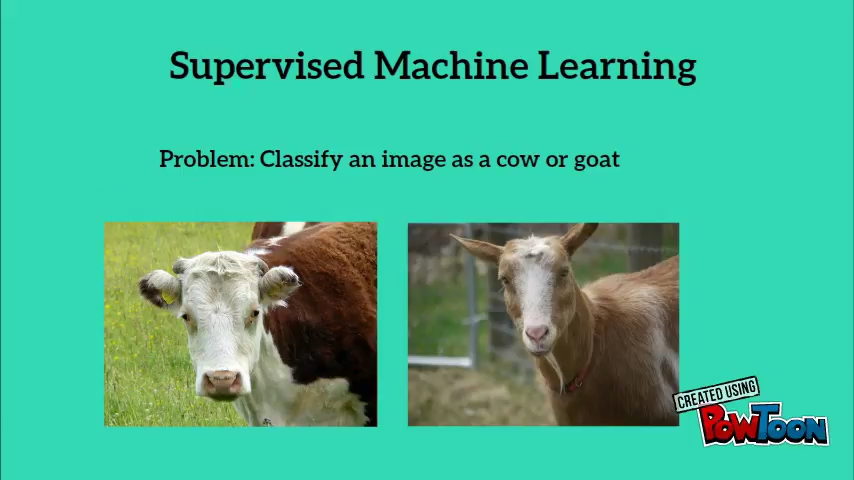 Supervised Machine Learning
Problem: Classify an image as a cow or goat
CREATED USING
POWTOON